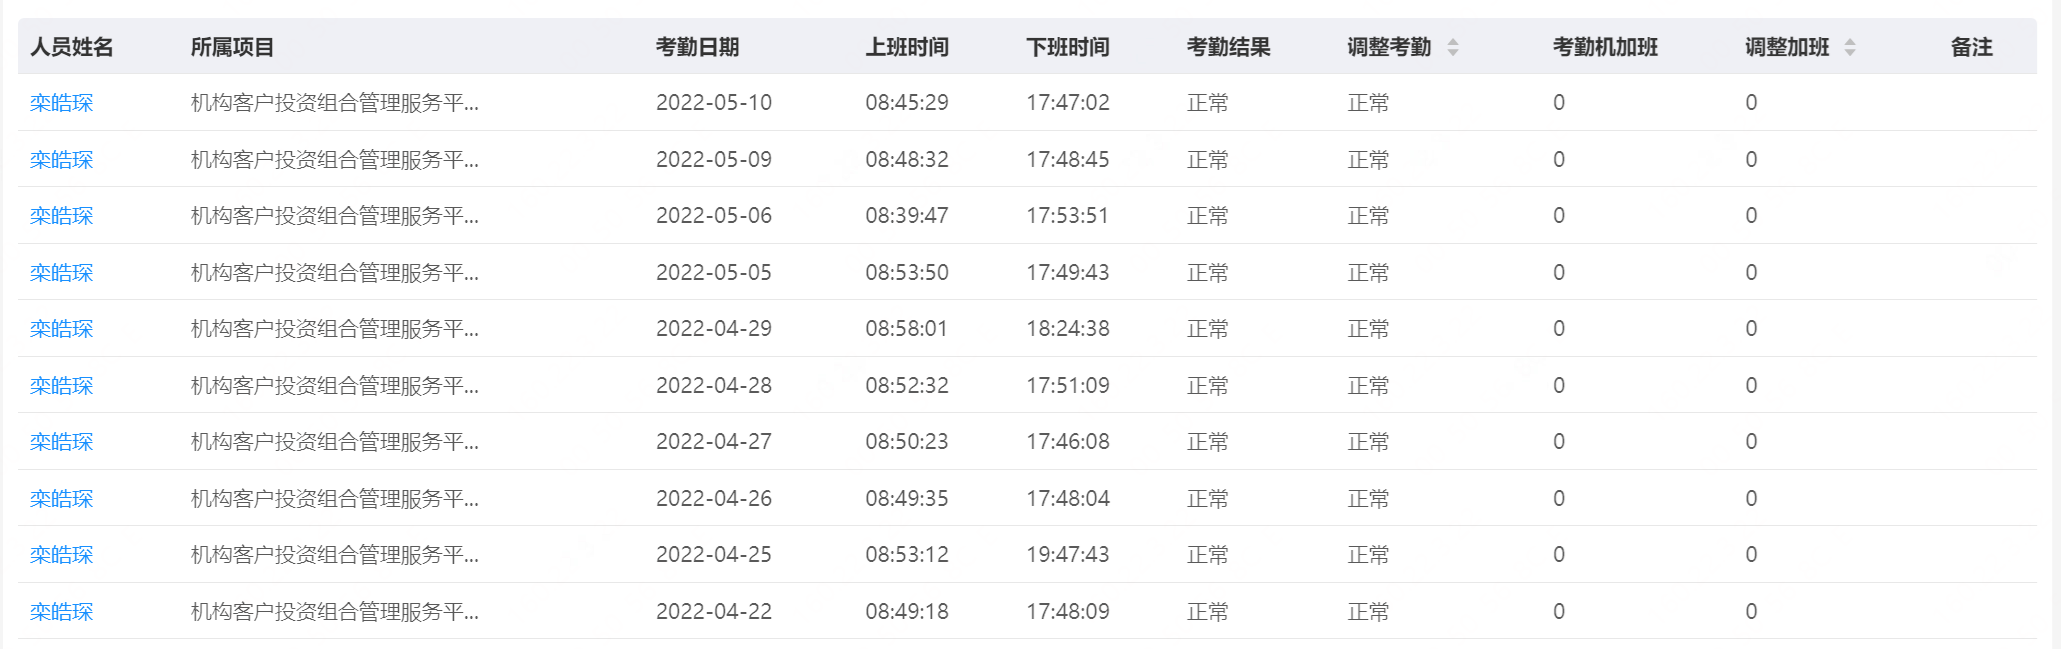 人员姓名 所属项目 考勤日期 上班时间 下班时间 考勤结果 调整考勤 考勤机加班 调整加班 备注
栾皓琛 机构客户投资组合管理服务平... 2022-05-10 08:45:29 17:47:02 正常 正常 0 0
栾皓琛 机构客户投资组合管理服务平... 2022-05-09 08:48:32 17:48:45 正常 正常 0 0
栾皓琛 机构客户投资组合管理服务平... 2022-05-06 08:39:47 17:53:51 正常 正常 0 0
栾皓琛 机构客户投资组合管理服务平... 2022-05-05 08:53:50 17:49:43 正常 正常 0 0
栾皓琛 机构客户投资组合管理服务平... 2022-04-29 08:58:01 18:24:38 正常 正常 0 0
栾皓琛 机构客户投资组合管理服务平... 2022-04-28 08:52:32 17:51:09 正常 正常 0 0
栾皓琛 机构客户投资组合管理服务平... 2022-04-27 08:50:23 17:46:08 正常 正常 0 0
栾皓琛 机构客户投资组合管理服务平... 2022-04-26 08:49:35 17:48:04 正常 正常 0 0
栾皓琛 机构客户投资组合管理服务平... 2022-04-25 08:53:12 19:47:43 正常 正常 0 0
栾皓琛 机构客户投资组合管理服务平... 2022-04-22 08:49:18 17:48:09 正常 正常 0 0